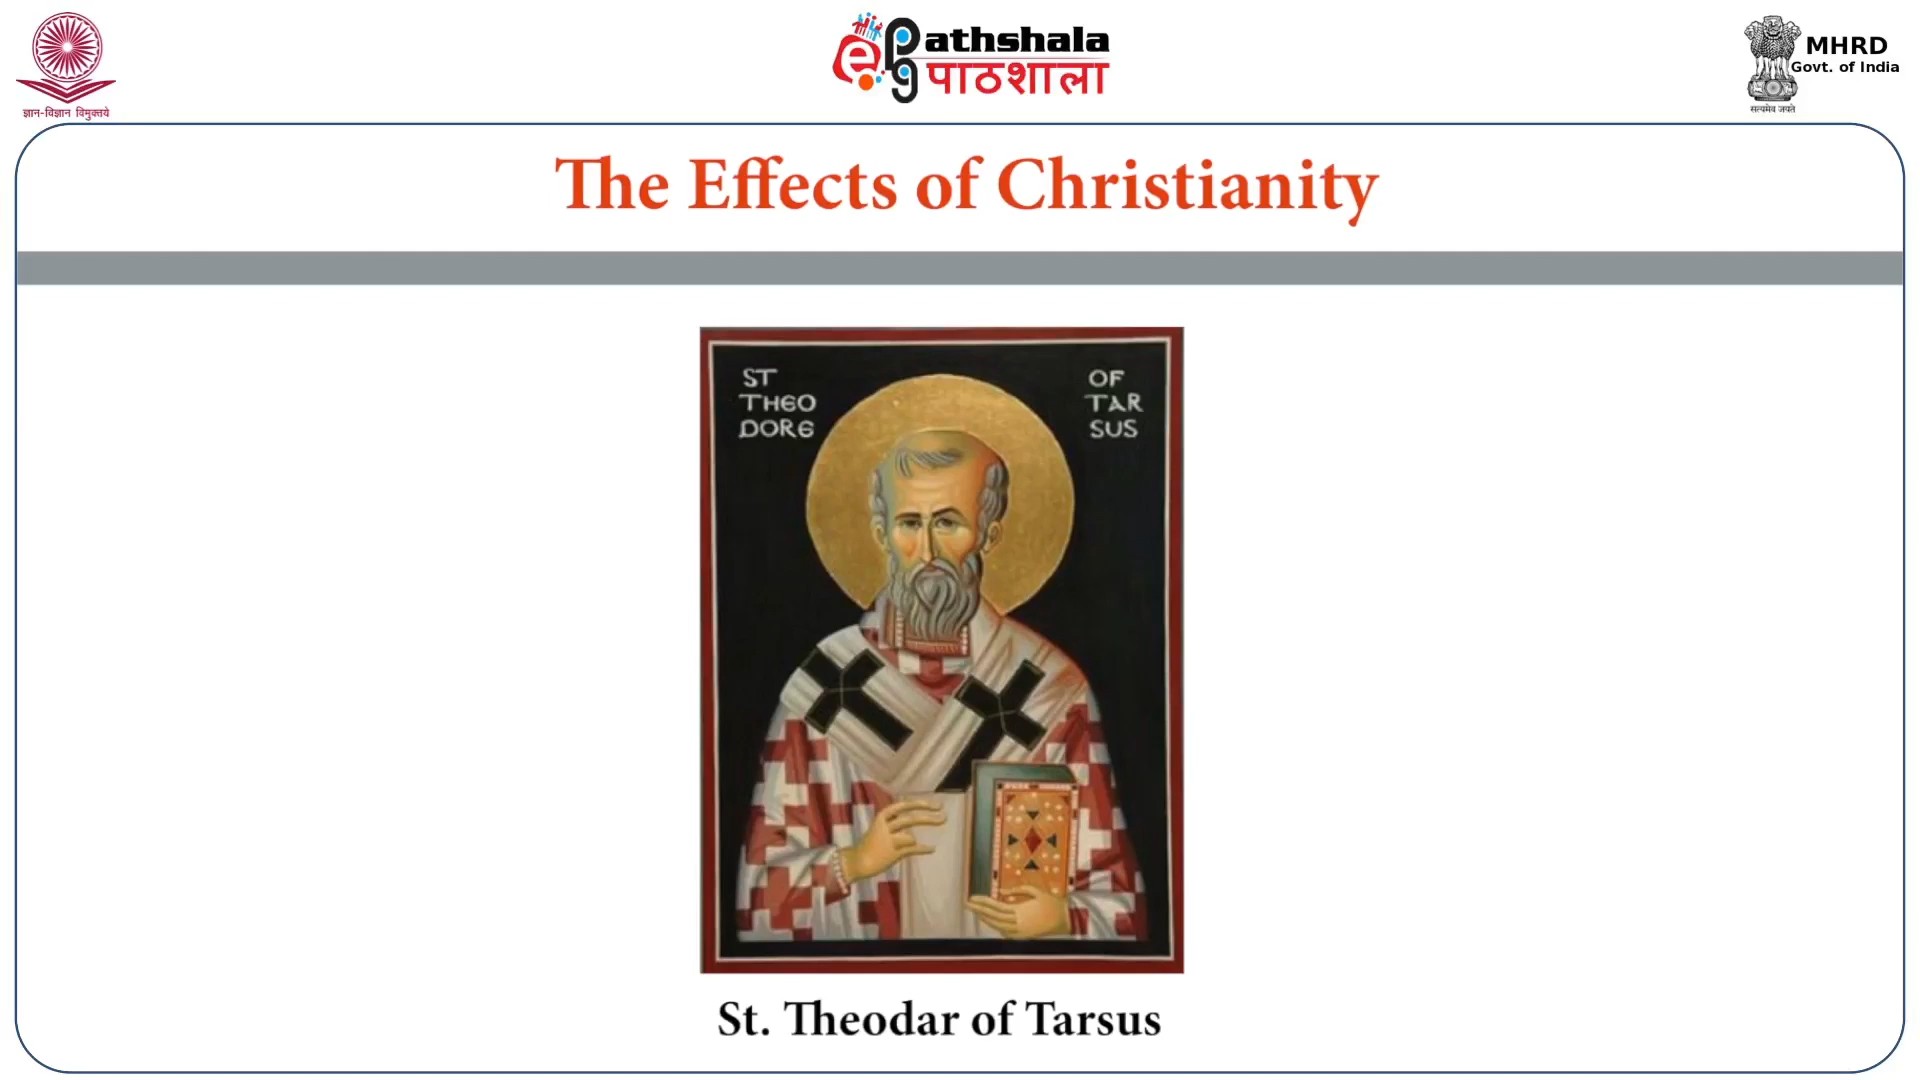 ज्ञान-विज्ञान विमुक्तये
e PG athshala
पाठशाला
MHRD
Govt. of India
सत्यमेव जयते
The Effects of Christianity
ST
THEO
DORE
OF
TAR
SUS
St. Theodar of Tarsus